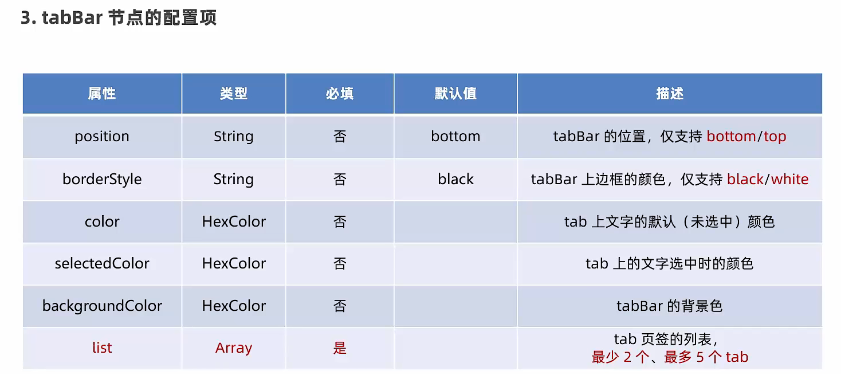 3. tabBar 节点的配置项
属性 类型 必填 默认值 描述
position String 否 bottom tabBar 的位置，仅支持 bottom/top
borderStyle String 否 black tabBar 上边框的颜色，仅支持 black/white
color HexColor 否 tab 上文字的默认（未选中）颜色
selectedColor HexColor 否 tab 上的文字选中时的颜色
backgroundColor HexColor 否 tabBar 的背景色
list Array 是 tab 页签的列表，
最少 2 个、最多 5 个 tab